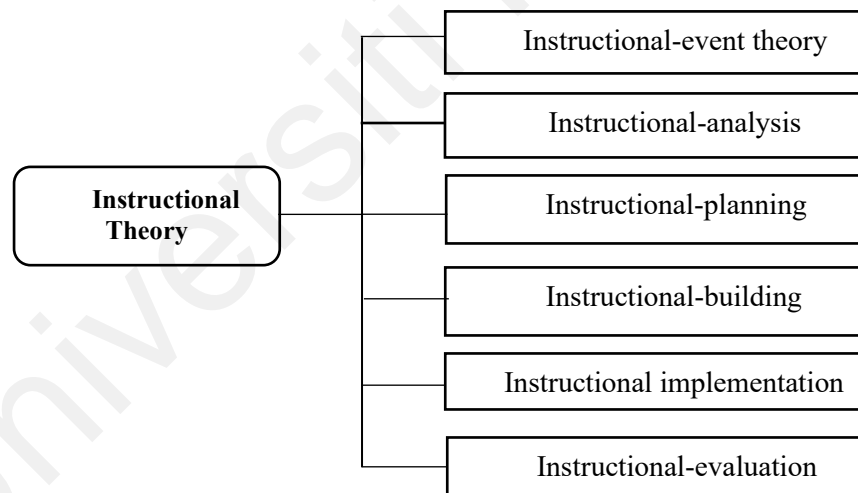 Instructional-event theory
Instructional-analysis
Instructional
Theory
Instructional-planning
Instructional-building
Instructional implementation
Instructional-evaluation